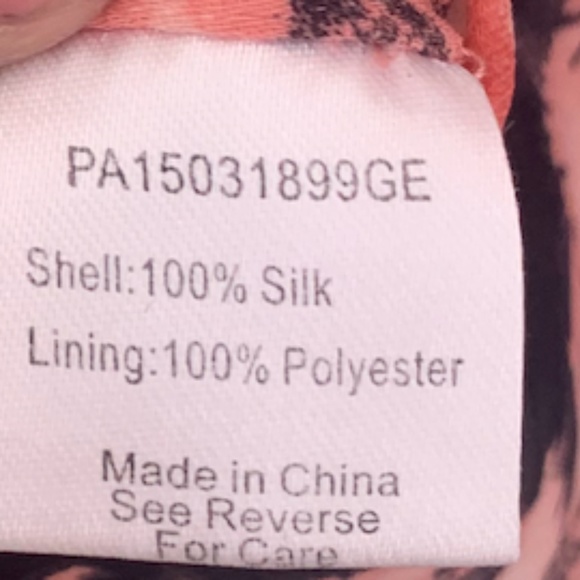 PA15031899GE
Shell:100% Silk
Lining:100% Polyester
Made in China
See Reverse
For Care